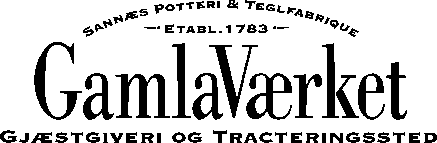 Sannæs Potteri & Teglfabrique
– Etabl. 1783 –
GamlaVærket
Gjæstgiveri og Tracteringssted